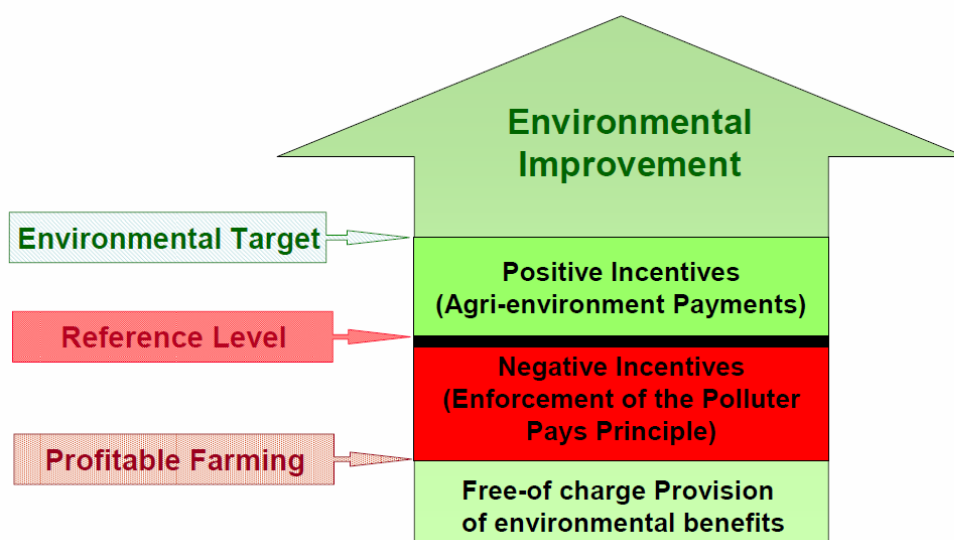 Environmental
Improvement
Environmental Target
Positive Incentives
(Agri-environment Payments)
Reference Level
Negative Incentives
(Enforcement of the Polluter
Pays Principle)
Profitable Farming
Free-of charge Provision
of environmental benefits